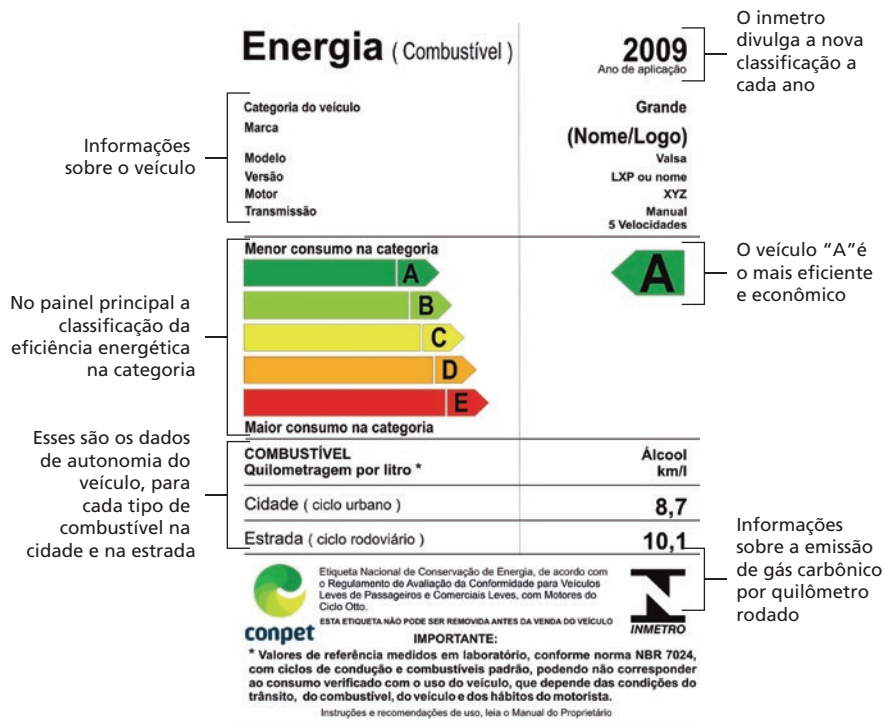 Energia ( Combustível )
2009
Ano de aplicação
O inmetro
divulga a nova
classificação a
cada ano
Informações
sobre o veículo
Categoria do veículo
Grande
Marca
(Nome/Logo)
Modelo
Valsa
Versão
LXP ou nome
Motor
XYZ
Transmissão
Manual
5 Velocidades
No painel principal a
classificação da
eficiência energética
na categoria
Menor consumo na categoria
A
B
C
D
E
Maior consumo na categoria
A
O veículo "A"é
o mais eficiente
e econômico
Esses são os dados
de autonomia do
veículo, para
cada tipo de
combustível na
cidade e na estrada
COMBUSTÍVEL
Quilometragem por litro *
Álcool
km/l
Cidade ( ciclo urbano )
8,7
Estrada ( ciclo rodoviário )
10,1
Informações
sobre a emissão
de gás carbônico
por quilômetro
rodado
conpet
Etiqueta Nacional de Conservação de Energia, de acordo com
o Regulamento de Avaliação da Conformidade para Veículos
Leves de Passageiros e Comerciais Leves, com Motores do
Ciclo Otto.
ESTA ETIQUETA NÃO PODE SER REMOVIDA ANTES DA VENDA DO VEÍCULO
INMETRO
IMPORTANTE:
* Valores de referência medidos em laboratório, conforme norma NBR 7024,
com ciclos de condução e combustíveis padrão, podendo não corresponder
ao consumo verificado com o uso do veículo, que depende das condições do
trânsito, do combustível, do veículo e dos hábitos do motorista.
Instruções e recomendações de uso, leia o Manual do Proprietário